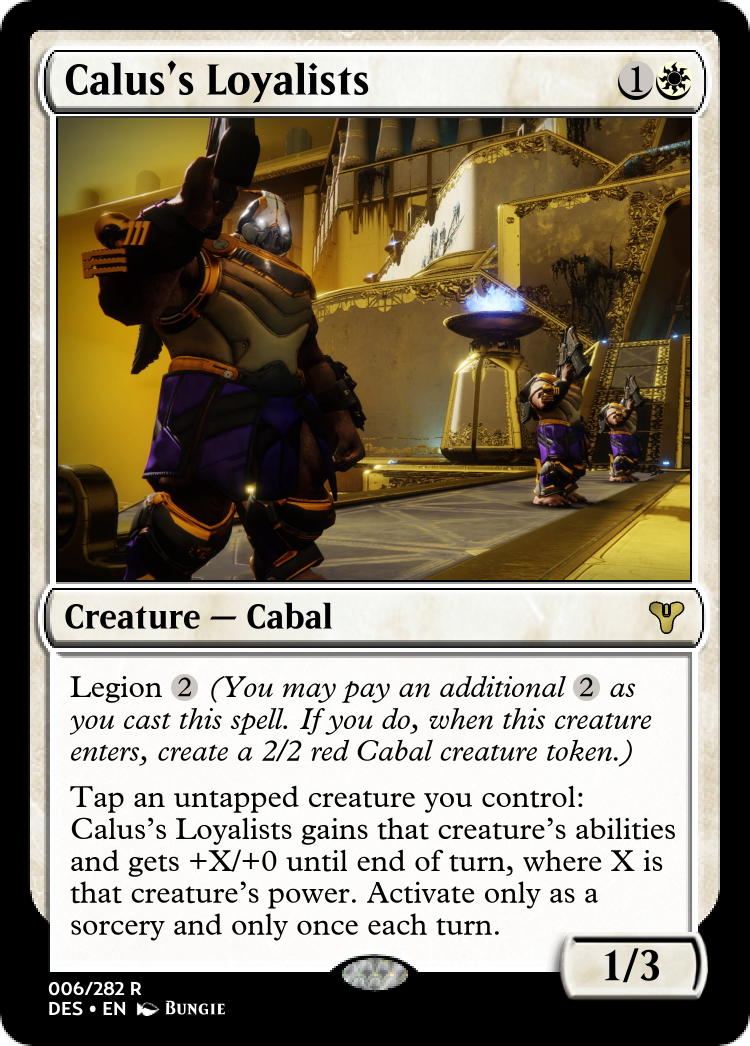 Calus's Loyalists 1
Creature — Cabal
Legion 2 (You may pay an additional 2 as
you cast this spell. If you do, when this creature
enters, create a 2/2 red Cabal creature token.)
Tap an untapped creature you control:
Calus's Loyalists gains that creature's abilities
and gets +X/+0 until end of turn, where X is
that creature's power. Activate only as a
sorcery and only once each turn.
1/3
006/282 R
DES • EN Bungie